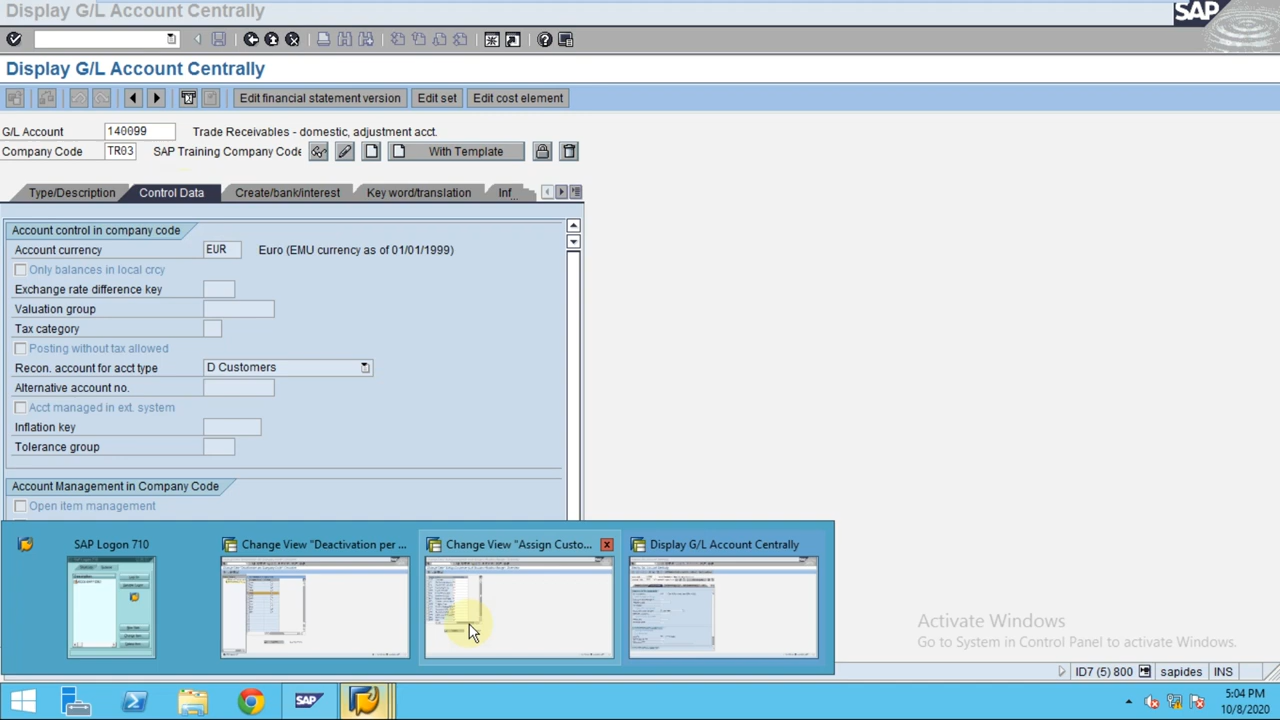 Display G/L Account Centrally
SAP
Display G/L Account Centrally
Edit financial statement version Edit set Edit cost element
G/L Account 140099 Trade Receivables - domestic, adjustment acct.
Company Code TR03 SAP Training Company Code With Template
Type/Description Control Data Create/bank/interest Key word/translation Inf
Account control in company code
Account currency EUR Euro (EMU currency as of 01/01/1999)
Only balances in local crcy
Exchange rate difference key
Valuation group
Tax category
Posting without tax allowed
Recon. account for acct type D Customers
Alternative account no.
Acct managed in ext. system
Inflation key
Tolerance group
Account Management in Company Code
Open item management
SAP Logon 710 Change View "Deactivation per ... Change View "Assign Custo... Display G/L Account Centrally
Activate Windows
Go to System in Control Panel to activate Windows.
ID7 (5) 800 sapides INS
SAP
5:04 PM
10/8/2020